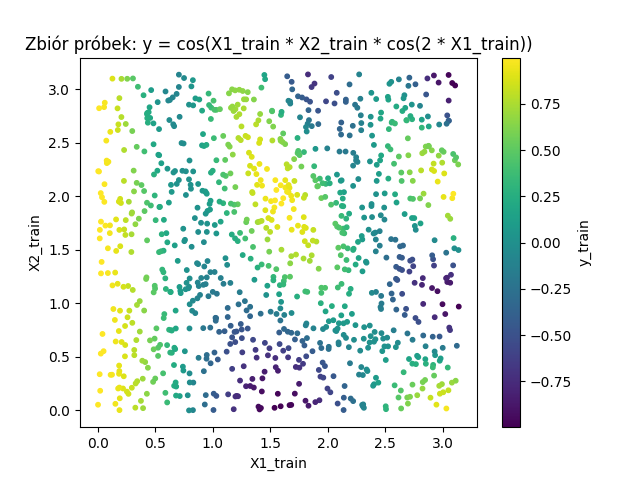 Zbiór próbek: y = cos(X1_train * X2_train * cos(2 * X1_train))
3.0
2.5
2.0
1.5
1.0
0.5
0.0
X2_train
0.0 0.5 1.0 1.5 2.0 2.5 3.0
X1_train
0.75
0.50
0.25
0.00
−0.25
−0.50
−0.75
y_train